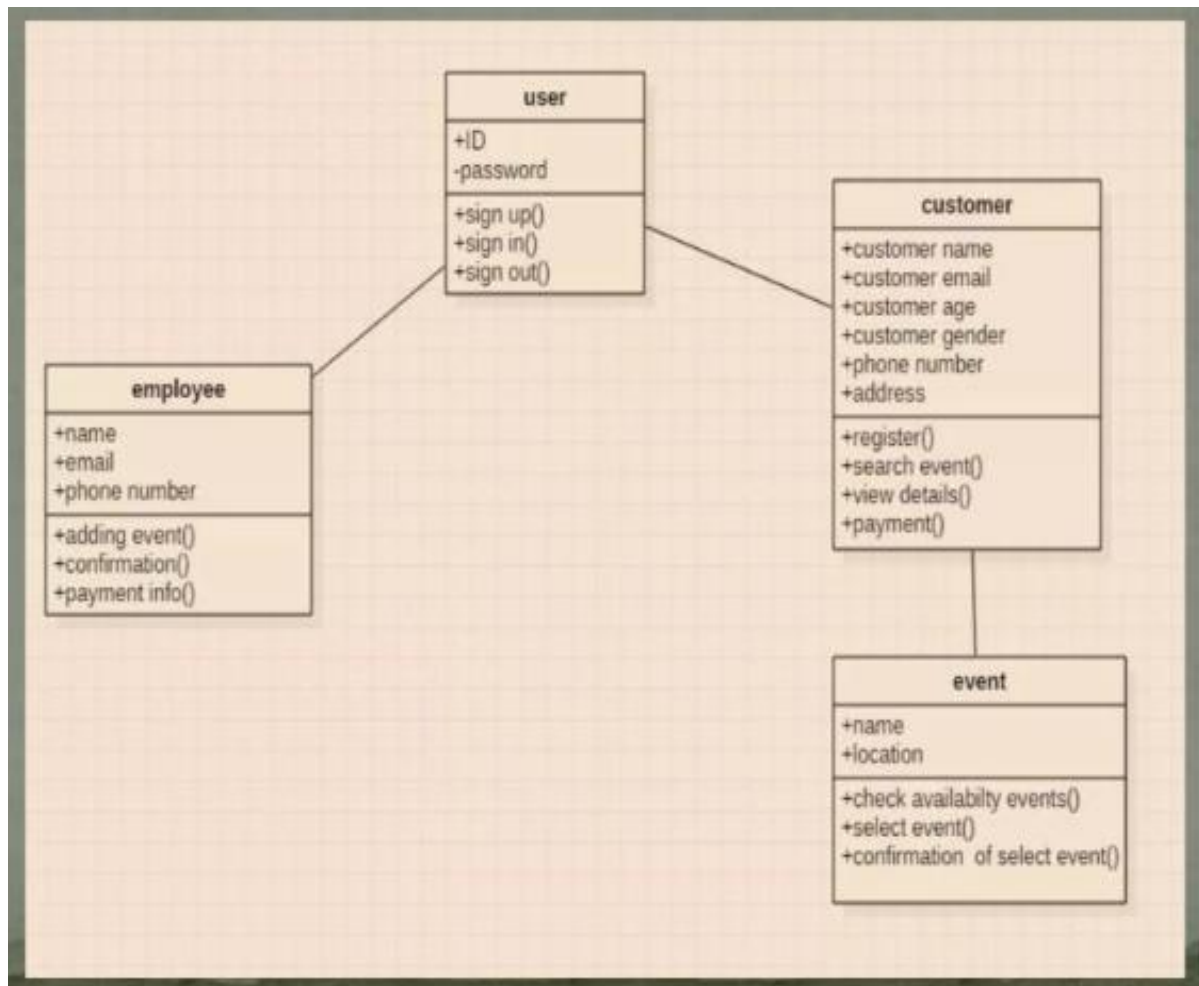 user
+ID
-password
+sign up()
+sign in()
+sign out()
customer
+customer name
+customer email
+customer age
+customer gender
+phone number
+address
+register()
+search event()
+view details()
+payment()
employee
+name
+email
+phone number
+adding event()
+confirmation()
+payment info()
event
+name
+location
+check availabilty events()
+select event()
+confirmation  of select event()